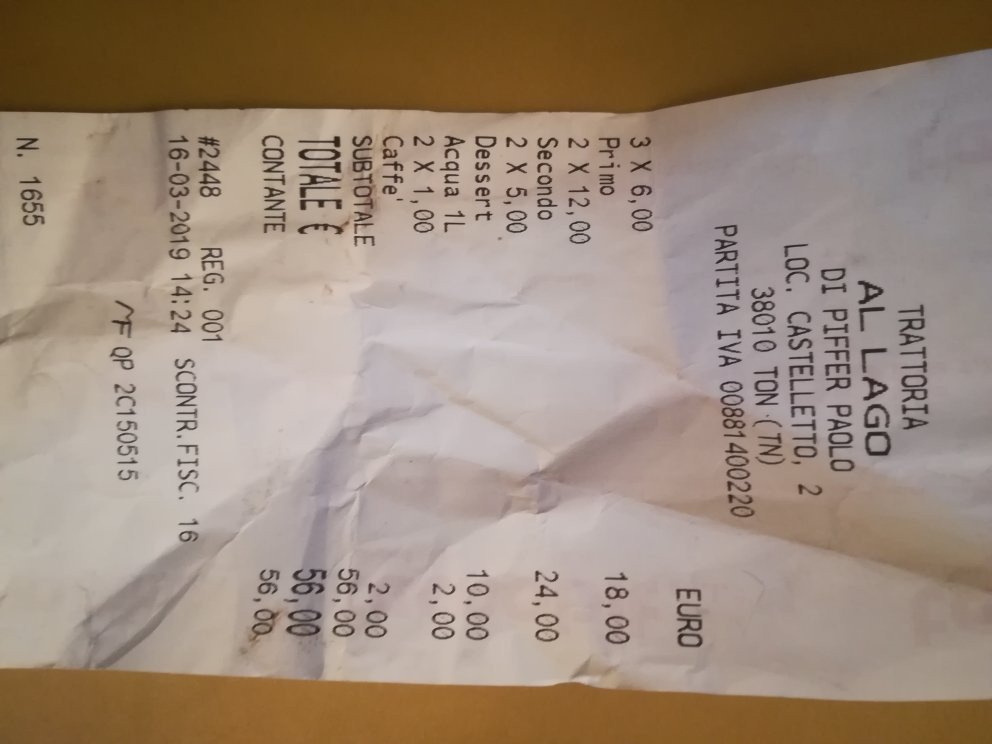 TRATTORIA
AL LAGO
DI PIFFER PAOLO
LOC. CASTELLETTO, 2
38010 TON (TN)
PARTITA IVA 00881400220
EURO
3 X 6,00
Primo 18,00
2 X 12,00
Secondo 24,00
2 X 5,00
Dessert 10,00
Acqua 1L 2,00
2 X 1,00
Caffe' 2,00
SUBTOTALE 56,00
TOTALE € 56,00
CONTANTE 56,00
#2448 REG. 001
16-03-2019 14:24 SCONTR.FISC. 16
MF QP 2C150515
N. 1655